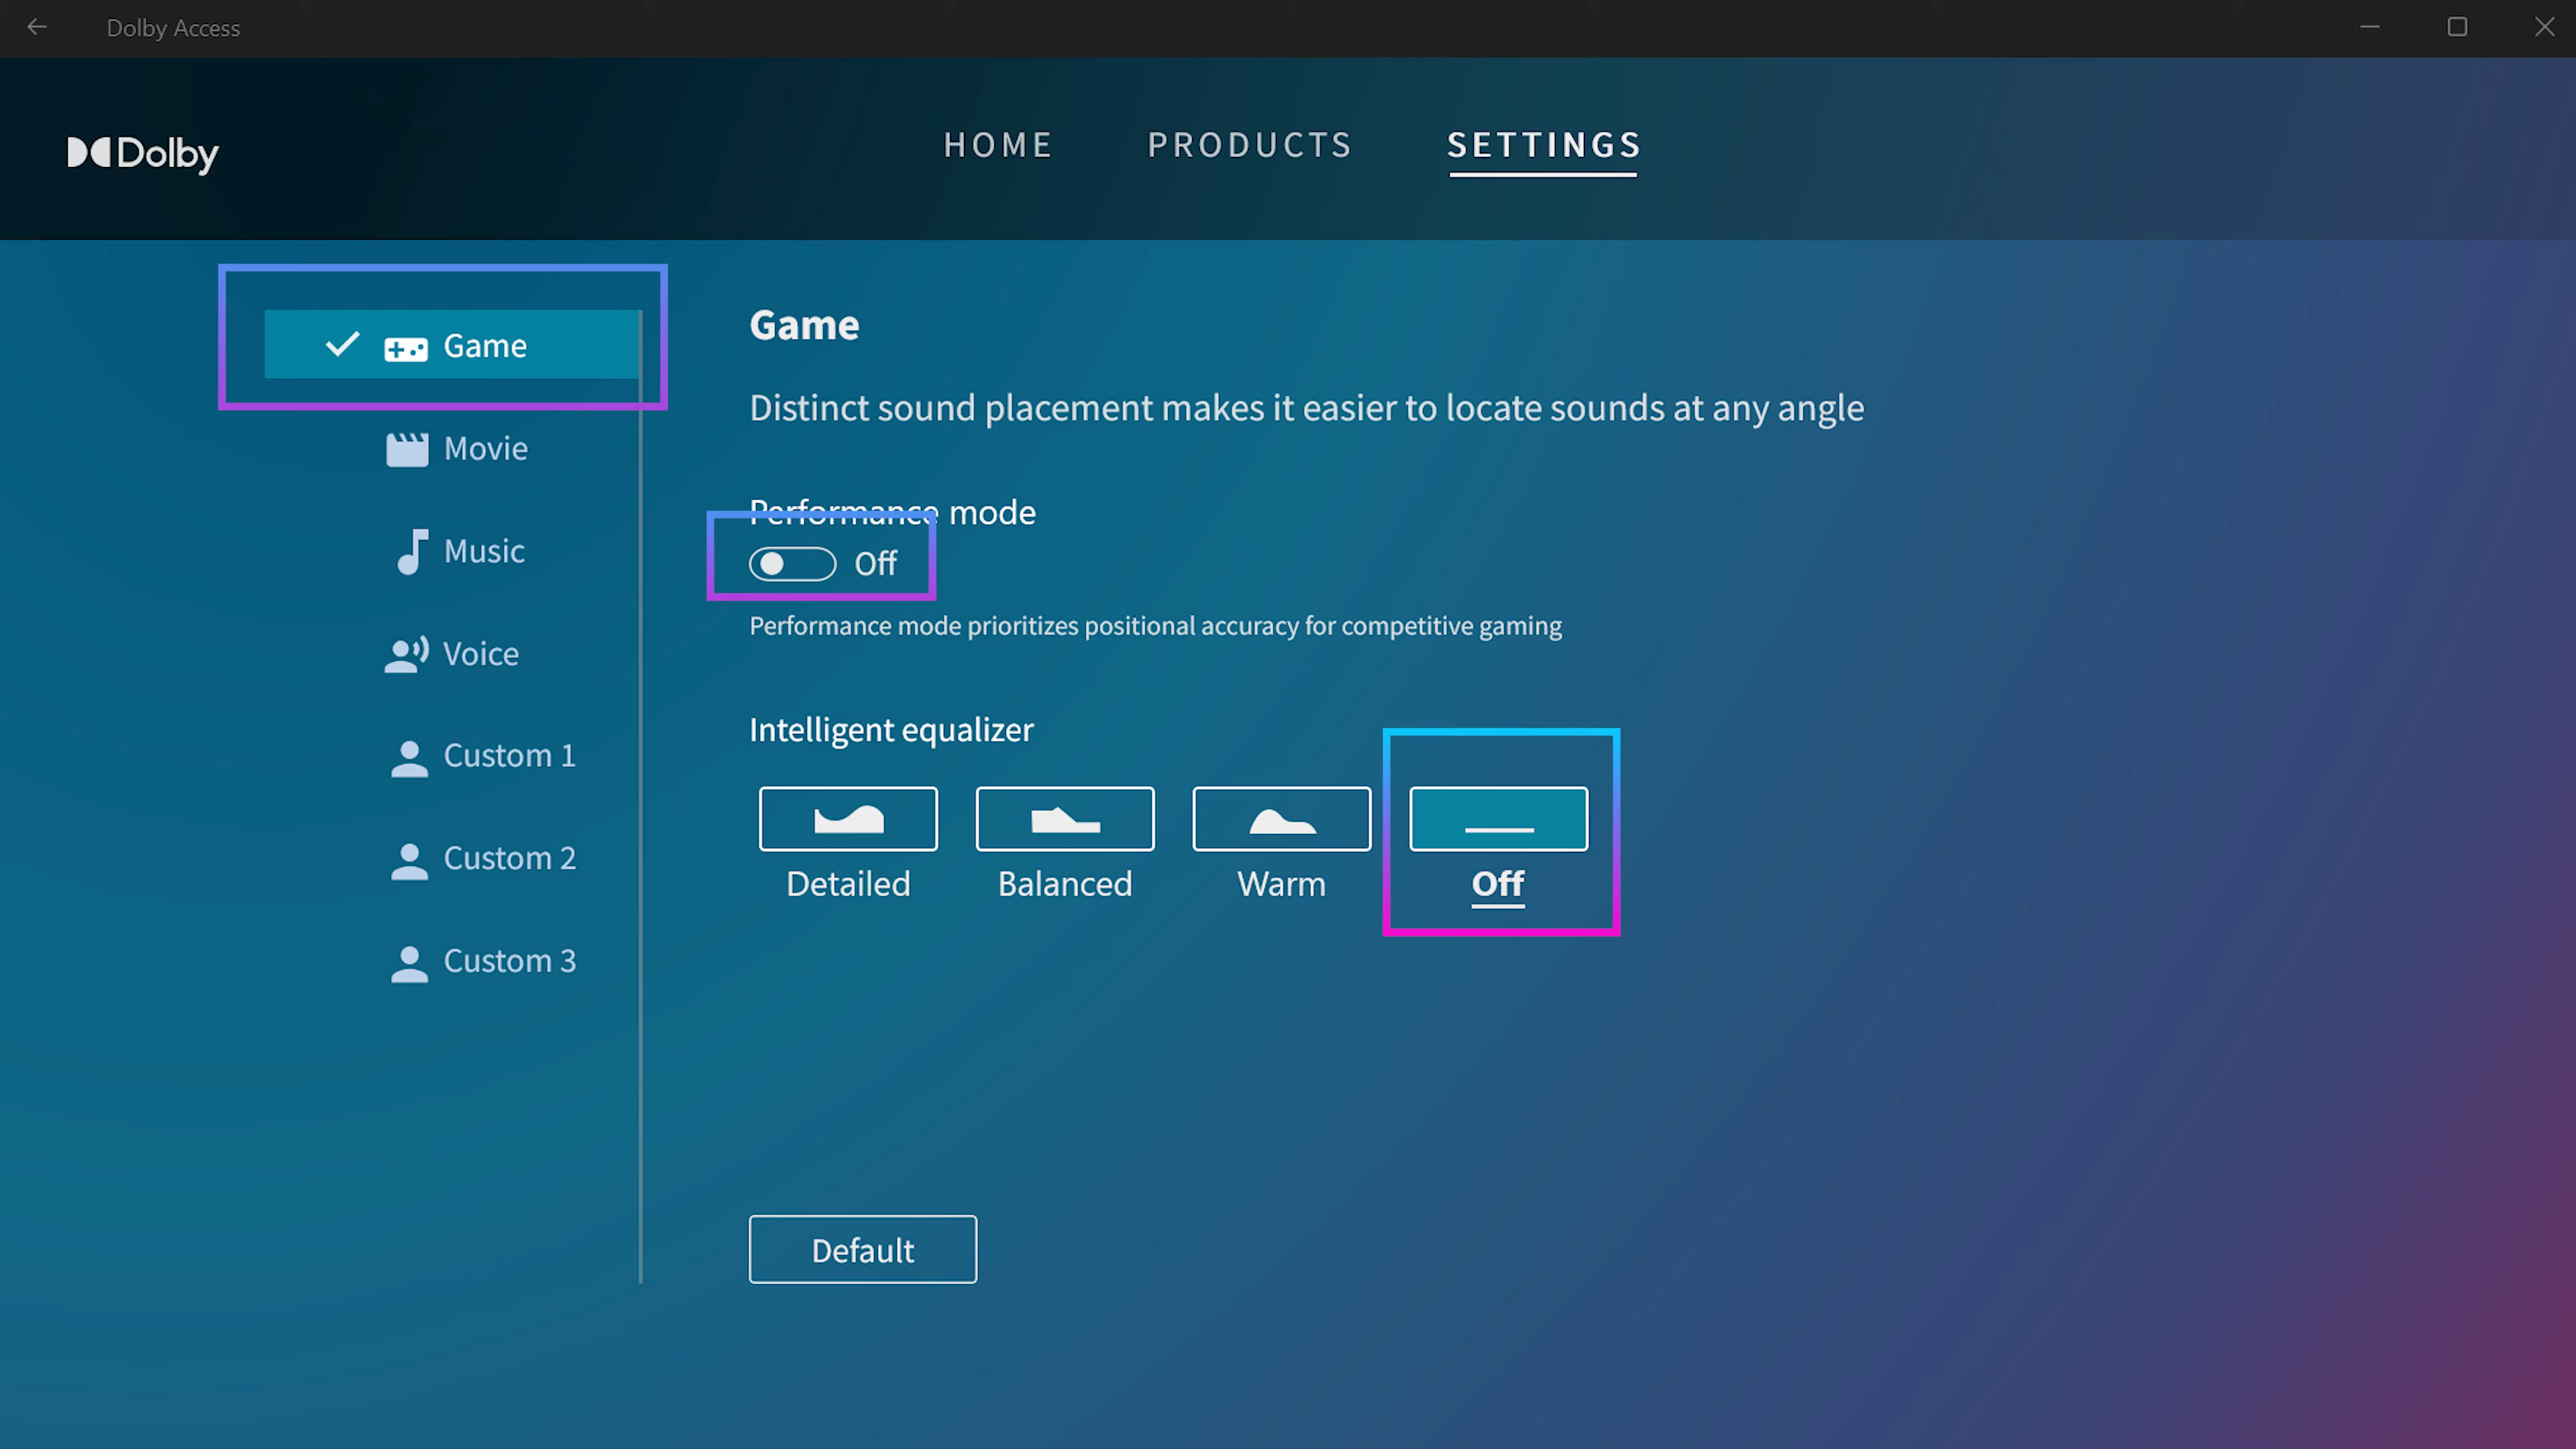 Dolby Access
Dolby
HOME PRODUCTS SETTINGS
Game
Movie
Music
Voice
Custom 1
Custom 2
Custom 3
Game
Distinct sound placement makes it easier to locate sounds at any angle
Performance mode
Off
Performance mode prioritizes positional accuracy for competitive gaming
Intelligent equalizer
Detailed Balanced Warm Off
Default